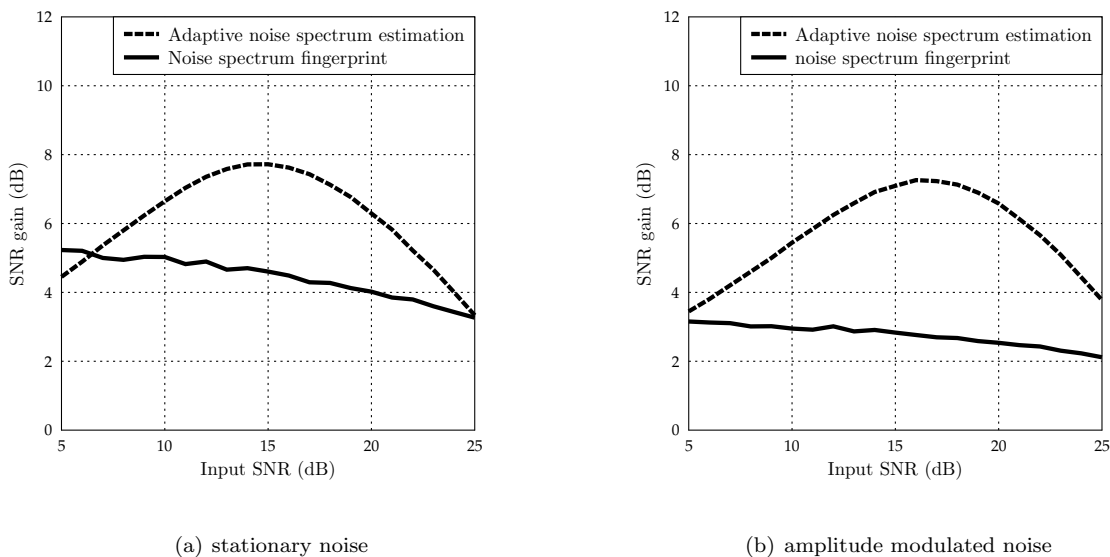 12
10
8
6
4
2
0
SNR gain (dB)
Adaptive noise spectrum estimation
Noise spectrum fingerprint
5 10 15 20 25
Input SNR (dB)
(a) stationary noise
12
10
8
6
4
2
0
SNR gain (dB)
Adaptive noise spectrum estimation
noise spectrum fingerprint
5 10 15 20 25
Input SNR (dB)
(b) amplitude modulated noise